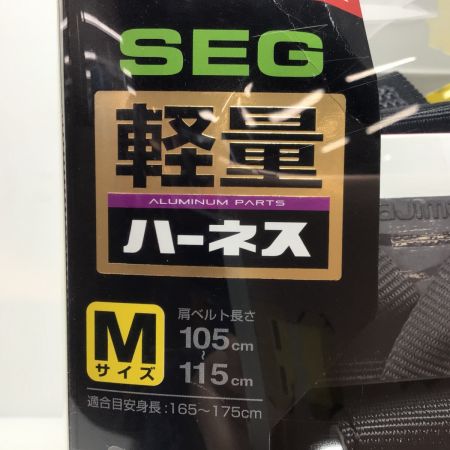 SEG
軽量
ALUMINUM PARTS
ハーネス
M
サイズ
肩ベルト長さ
105cm
~
115cm
適合目安身長:165~175cm